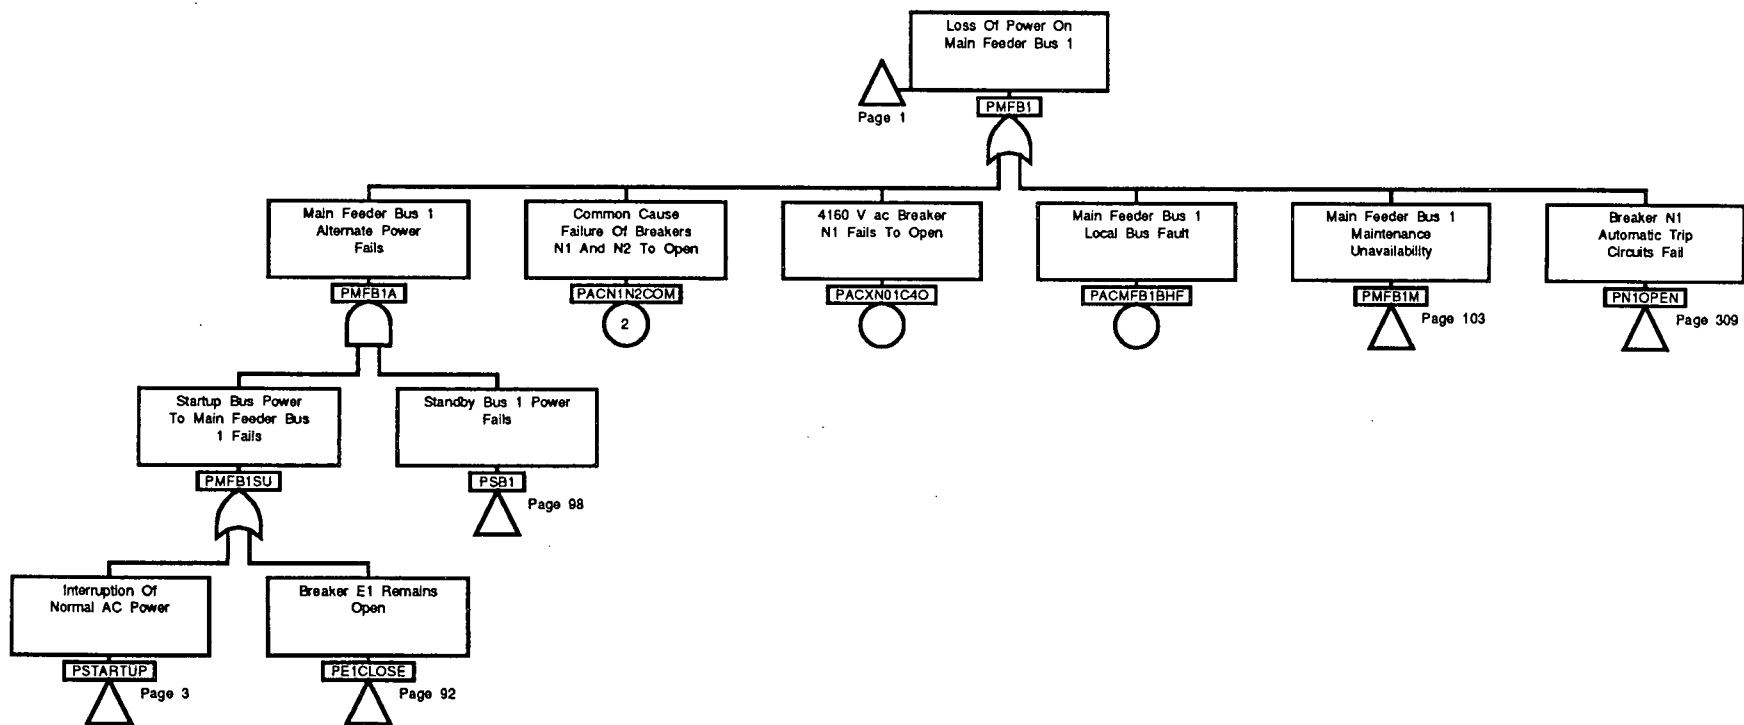 Loss Of Power On
Main Feeder Bus 1
Page 1
PMFB1
Main Feeder Bus 1
Alternate Power
Fails
PMFB1A
Common Cause
Failure Of Breakers
N1 And N2 To Open
PACN1N2COM
2
4160 V ac Breaker
N1 Fails To Open
PACXN01C4O
Main Feeder Bus 1
Local Bus Fault
PACMFB1BHF
Main Feeder Bus 1
Maintenance
Unavailability
PMFB1M
Page 103
Breaker N1
Automatic Trip
Circuits Fail
PN1OPEN
Page 309
Startup Bus Power
To Main Feeder Bus
1 Fails
PMFB1SU
Standby Bus 1 Power
Fails
PSB1
Page 98
Interruption Of
Normal AC Power
PSTARTUP
Page 3
Breaker E1 Remains
Open
PE1CLOSE
Page 92